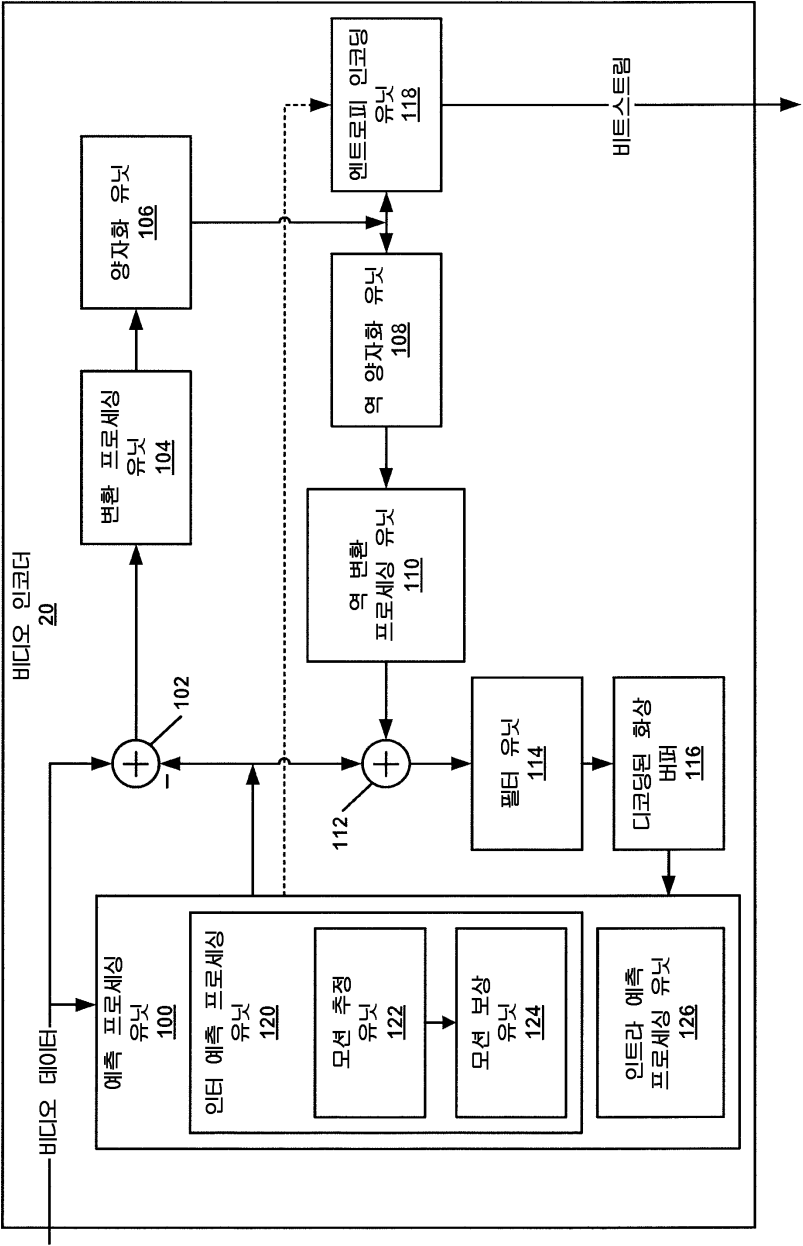 비디오 인코더
20
비디오 데이터
예측 프로세싱
유닛
100
인터 예측 프로세싱
유닛
120
모션 추정
유닛
122
모션 보상
유닛
124
인트라 예측
프로세싱 유닛
126
102
-
변환 프로세싱
유닛
104
양자화 유닛
106
엔트로피 인코딩
유닛
118
비트스트림
역 양자화 유닛
108
역 변환
프로세싱 유닛
110
112
필터 유닛
114
디코딩된 화상
버퍼
116